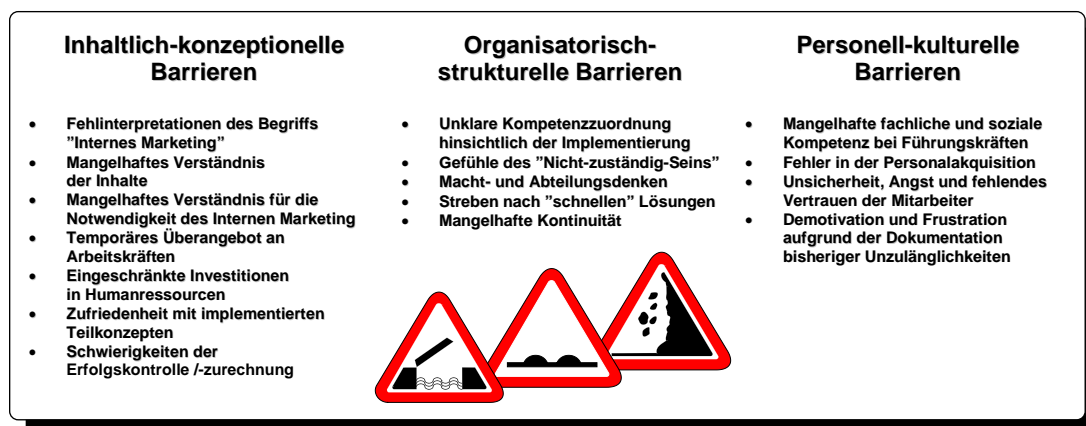 Inhaltlich-konzeptionelle
Barrieren
• Fehlinterpretationen des Begriffs
”Internes Marketing”
• Mangelhaftes Verständnis
der Inhalte
• Mangelhaftes Verständnis für die
Notwendigkeit des Internen Marketing
• Temporäres Überangebot an
Arbeitskräften
• Eingeschränkte Investitionen
in Humanressourcen
• Zufriedenheit mit implementierten
Teilkonzepten
• Schwierigkeiten der
Erfolgskontrolle /-zurechnung
Organisatorisch-
strukturelle Barrieren
• Unklare Kompetenzzuordnung
hinsichtlich der Implementierung
• Gefühle des ”Nicht-zuständig-Seins”
• Macht- und Abteilungsdenken
• Streben nach ”schnellen” Lösungen
• Mangelhafte Kontinuität
Personell-kulturelle
Barrieren
• Mangelhafte fachliche und soziale
Kompetenz bei Führungskräften
• Fehler in der Personalakquisition
• Unsicherheit, Angst und fehlendes
Vertrauen der Mitarbeiter
• Demotivation und Frustration
aufgrund der Dokumentation
bisheriger Unzulänglichkeiten